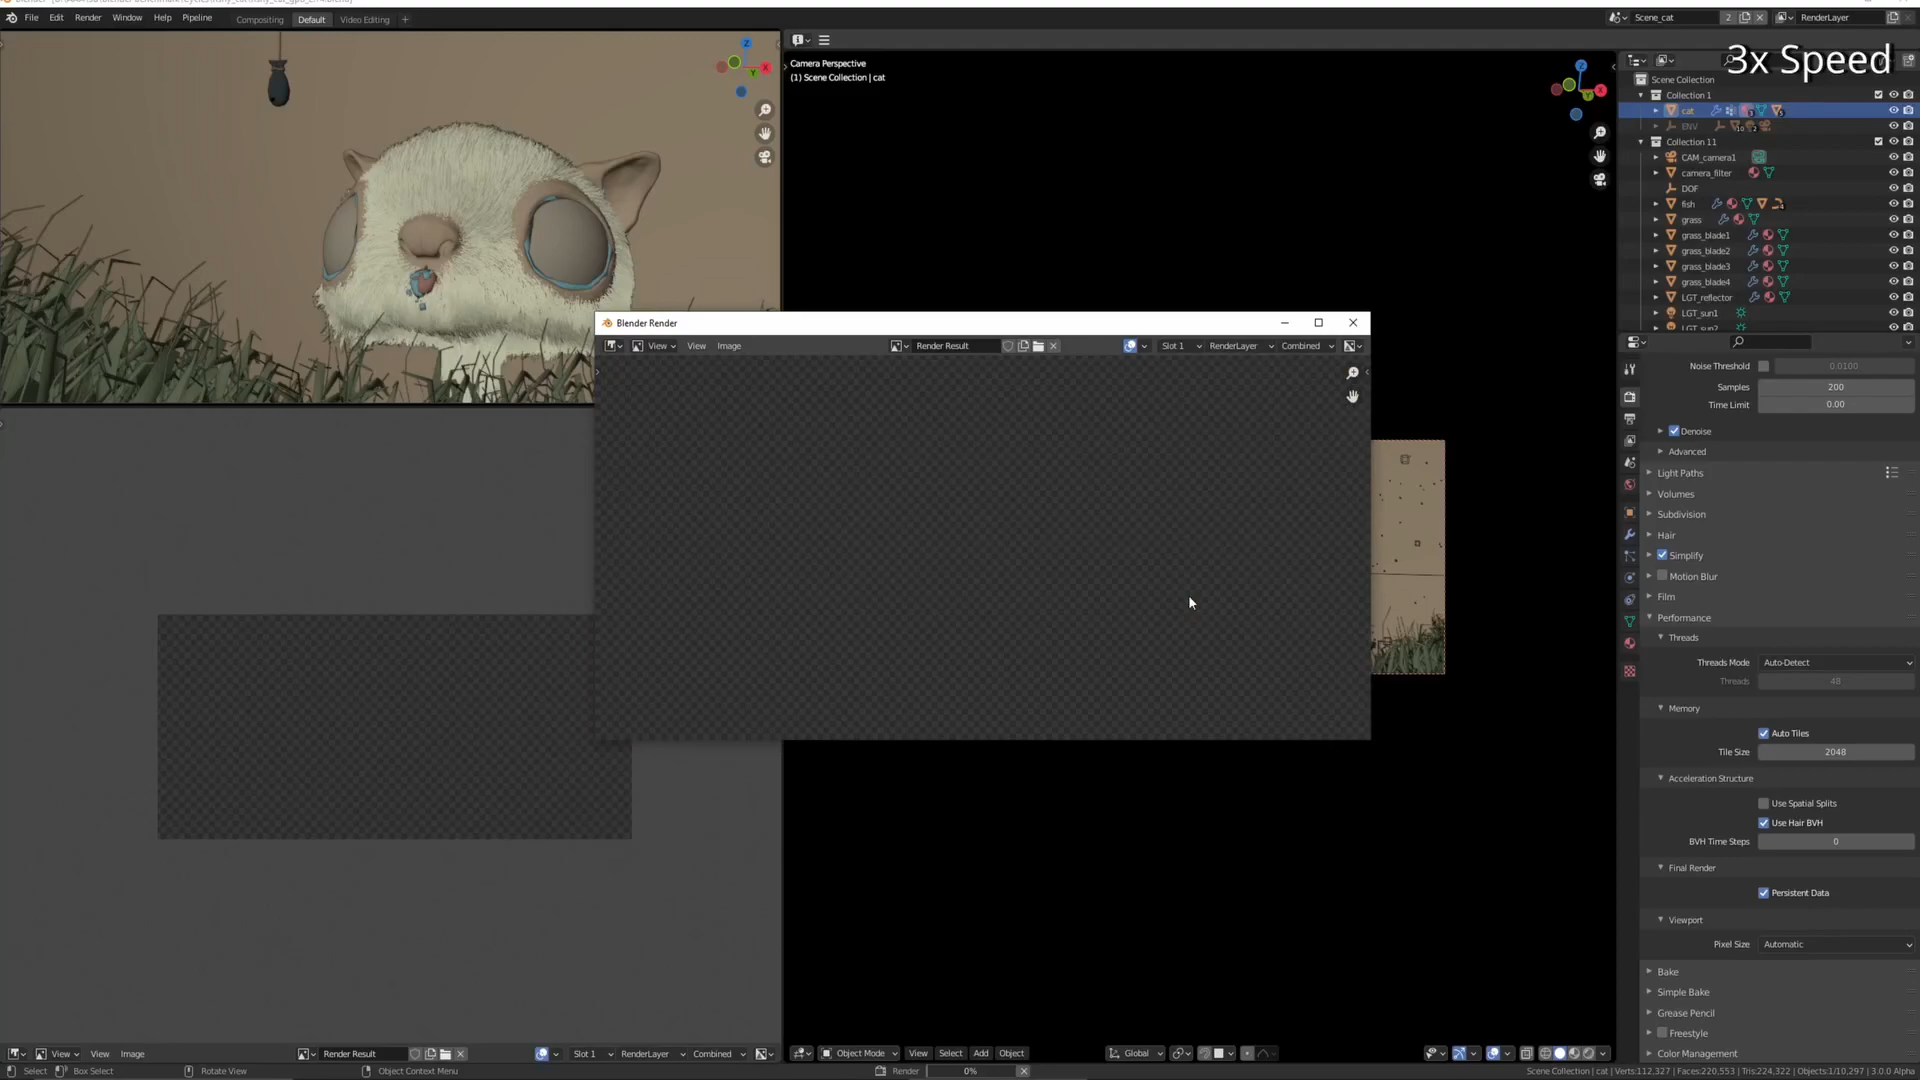 File Edit Render Window Help Pipeline Compositing Default Video Editing +
Scene_cat 2 RenderLayer
3x Speed
Camera Perspective
(1) Scene Collection | cat
Z
X
Y
Z
X
Y
Scene Collection
Collection 1
cat
ENV
Collection 11
CAM_camera1
camera_filter
DOF
fish
grass
grass_blade1
grass_blade2
grass_blade3
grass_blade4
LGT_reflector
LGT_sun1
LGT_sun2
Blender Render
View View Image Render Result Slot 1 RenderLayer Combined
Noise Threshold 0.0100
Samples 200
Time Limit 0.00
Denoise
Advanced
Light Paths
Volumes
Subdivision
Hair
Simplify
Motion Blur
Film
Performance
Threads
Threads Mode Auto-Detect
Threads 48
Memory
Auto Tiles
Tile Size 2048
Acceleration Structure
Use Spatial Splits
Use Hair BVH
BVH Time Steps 0
Final Render
Persistent Data
Viewport
Pixel Size Automatic
Bake
Simple Bake
Grease Pencil
Freestyle
Color Management
View View Image Render Result Slot 1 RenderLayer Combined
Object Mode View Select Add Object Global
Select Box Select Rotate View Object Context Menu Render 0% Scene Collection | cat | Verts:112,327 | Faces:220,553 | Tris:224,322 | Objects:1/10,297 | 3.0.0 Alpha